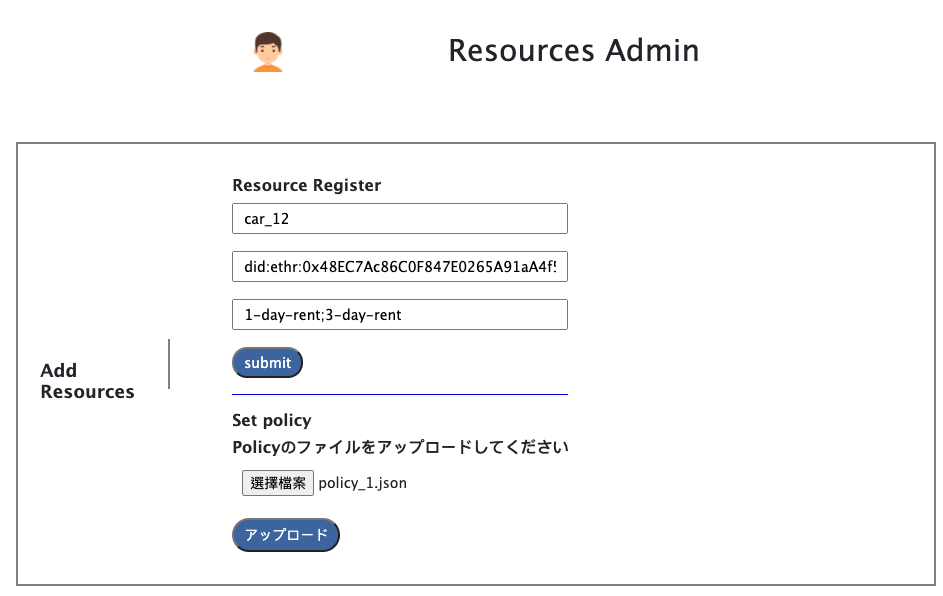 Resources Admin
Resource Register
car_12
did:ethr:0x48EC7Ac86C0F847E0265A91aA4f
1-day-rent;3-day-rent
submit
Add
Resources
Set policy
Policyのファイルをアップロードしてください
選擇檔案 policy_1.json
アップロード